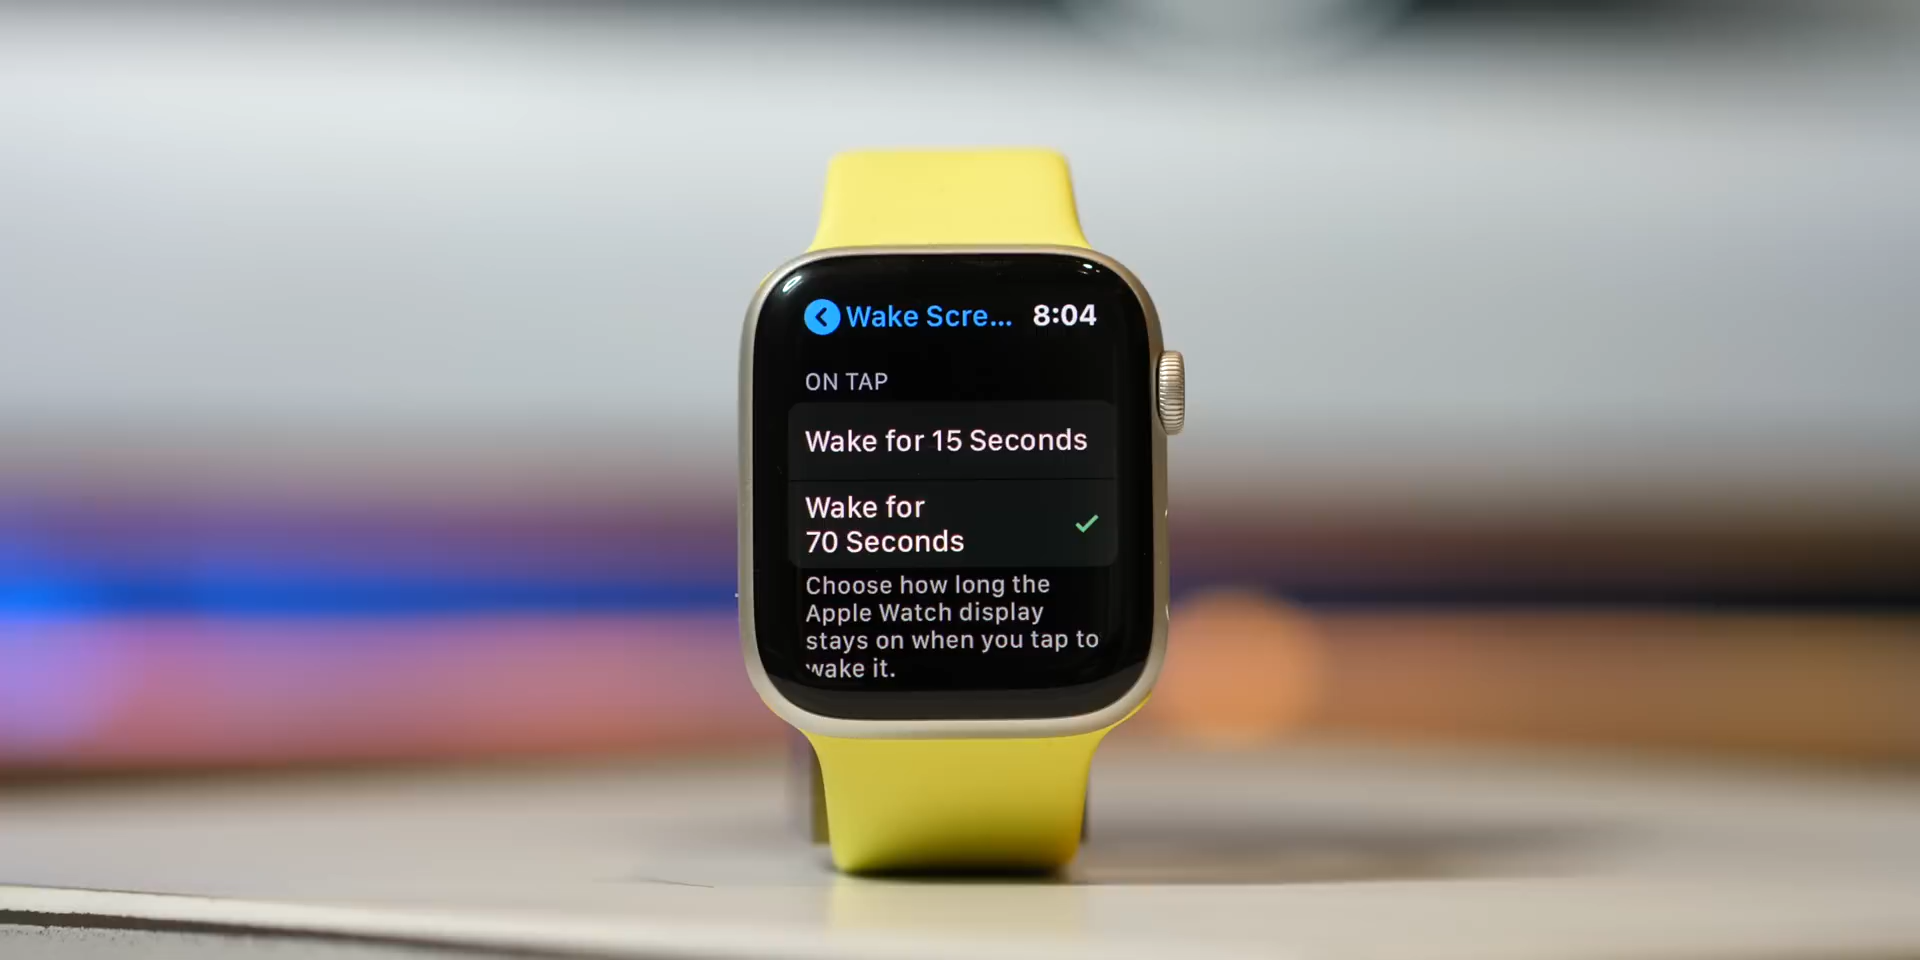 Wake Scre... 8:04
ON TAP
Wake for 15 Seconds
Wake for
70 Seconds
Choose how long the
Apple Watch display
stays on when you tap to
wake it.